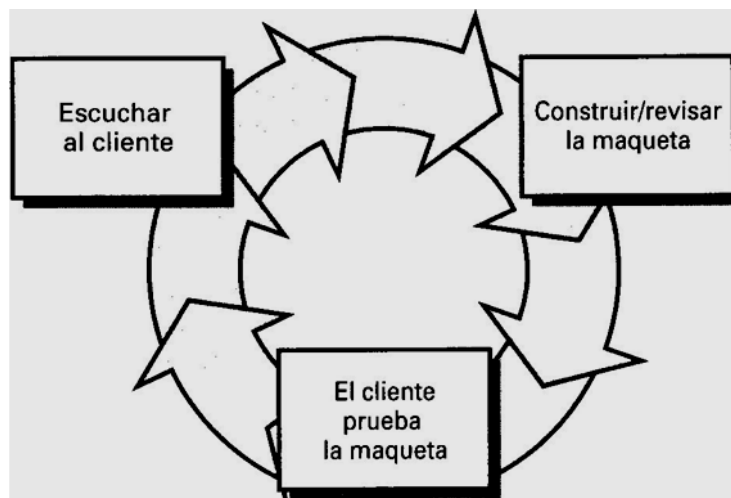 Escuchar
al cliente
Construir/revisar
la maqueta
El cliente
prueba
la maqueta